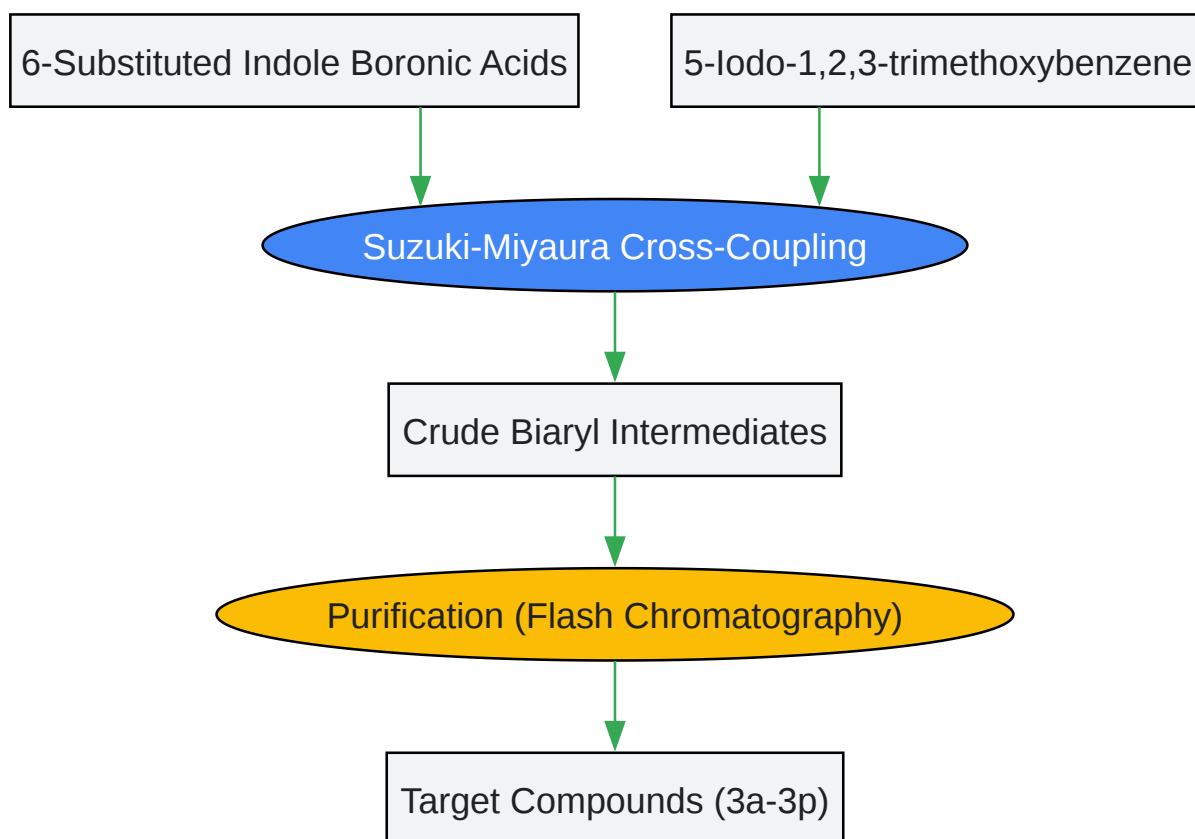 6-Substituted Indole Boronic Acids
5-Iodo-1,2,3-trimethoxybenzene
Suzuki-Miyaura Cross-Coupling
Crude Biaryl Intermediates
Purification (Flash Chromatography)
Target Compounds (3a-3p)